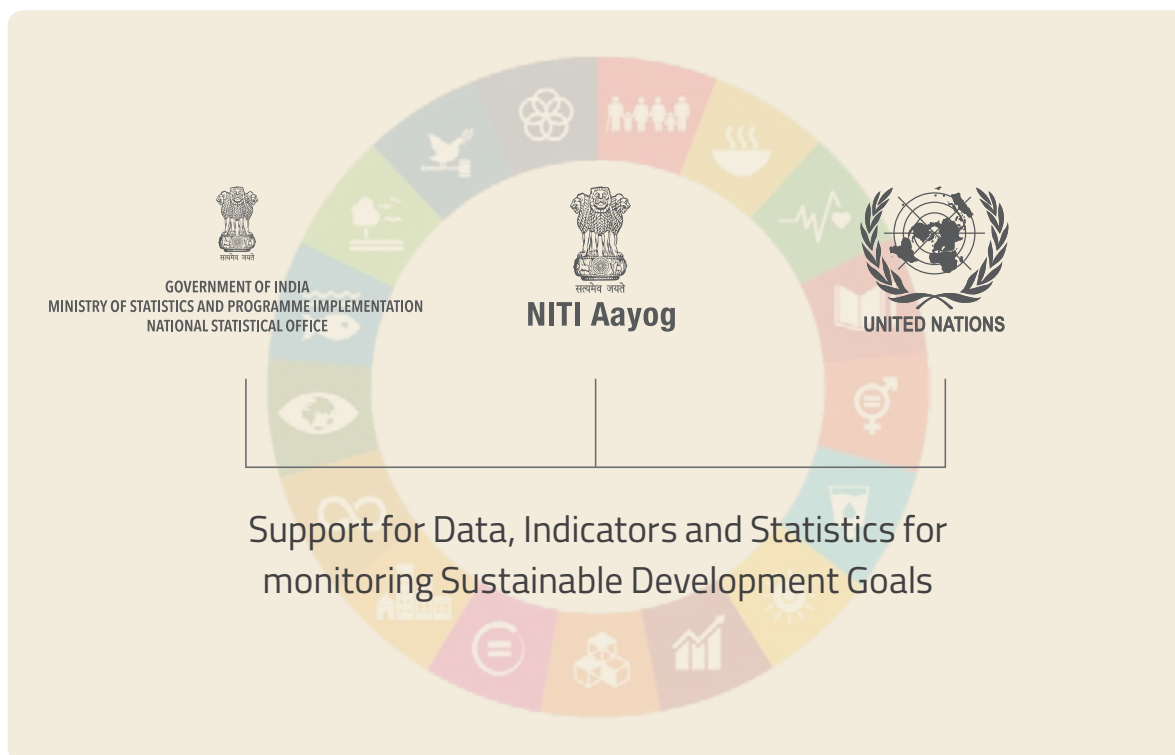 सत्यमेव जयते
GOVERNMENT OF INDIA
MINISTRY OF STATISTICS AND PROGRAMME IMPLEMENTATION
NATIONAL STATISTICAL OFFICE
सत्यमेव जयते
NITI Aayog
UNITED NATIONS
Support for Data, Indicators and Statistics for
monitoring Sustainable Development Goals